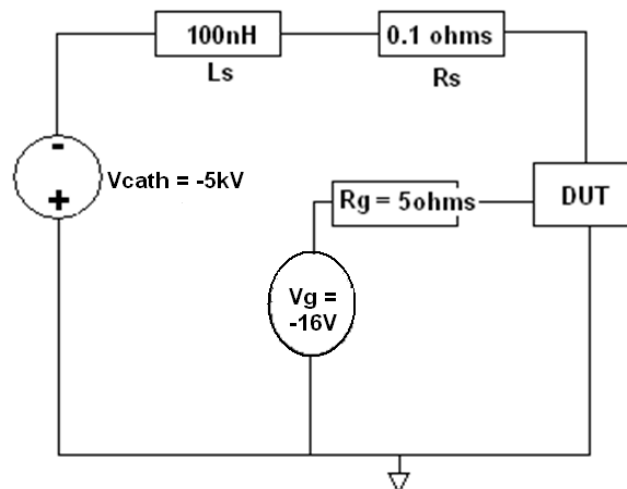 100nH
Ls
0.1 ohms
Rs
-
+
Vcath = -5kV
Rg = 5ohms
DUT
Vg =
-16V